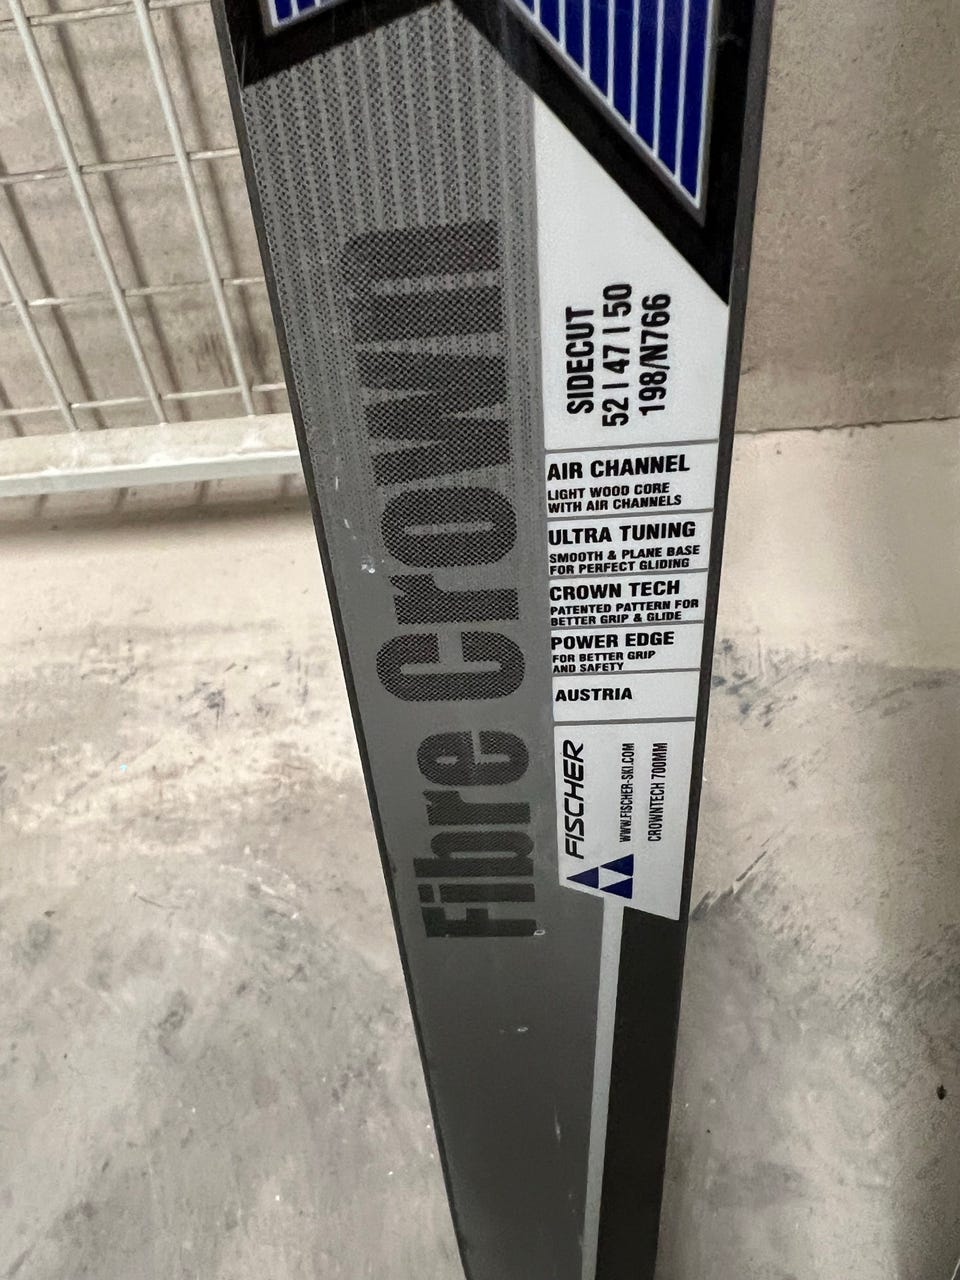 Fibre Crown
SIDECUT
52 | 47 | 50
198/N766
AIR CHANNEL
LIGHT WOOD CORE
WITH AIR CHANNELS
ULTRA TUNING
SMOOTH & PLANE BASE
FOR PERFECT GLIDING
CROWN TECH
PATENTED PATTERN FOR
BETTER GRIP & GLIDE
POWER EDGE
FOR BETTER GRIP
AND SAFETY
AUSTRIA
FISCHER
WWW.FISCHER-SKI.COM
CROWNTECH 700MM